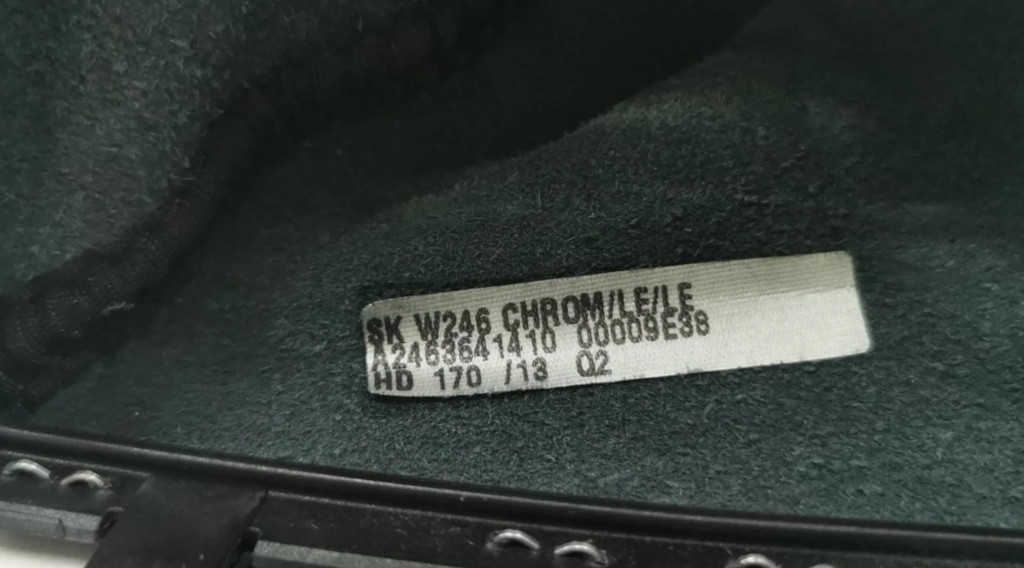 SK W246 CHROM/LE/LE
A2463641410 00009E38
HD 170 /13 Q2